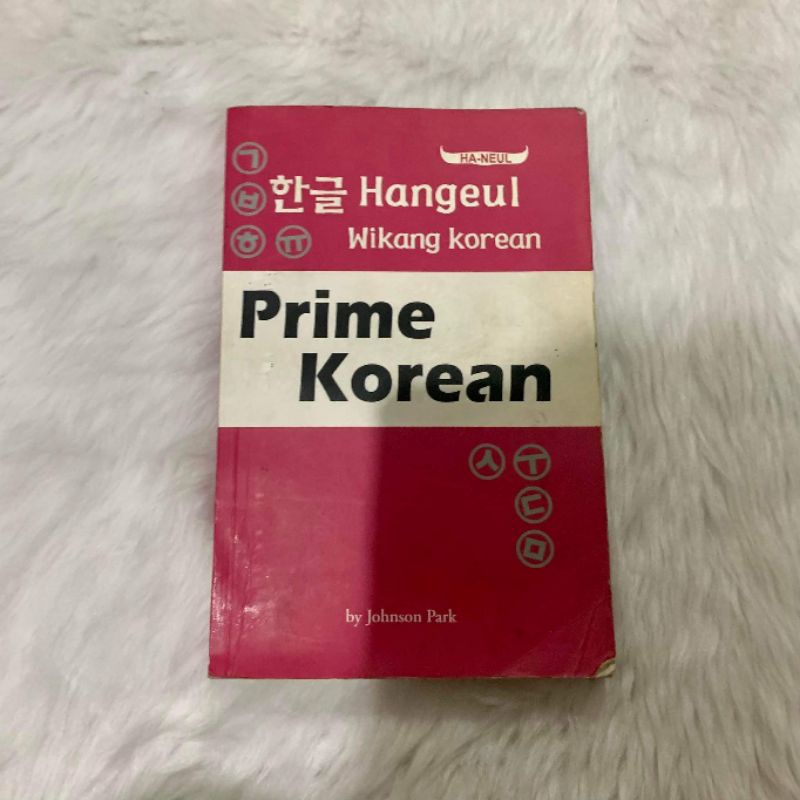 HA-NEUL
ㄱ
ㅂ 한글 Hangeul
ㅎ ㅠ Wikang korean
Prime
Korean
ㅅ ㅜ
ㄷ
ㅁ
by Johnson Park